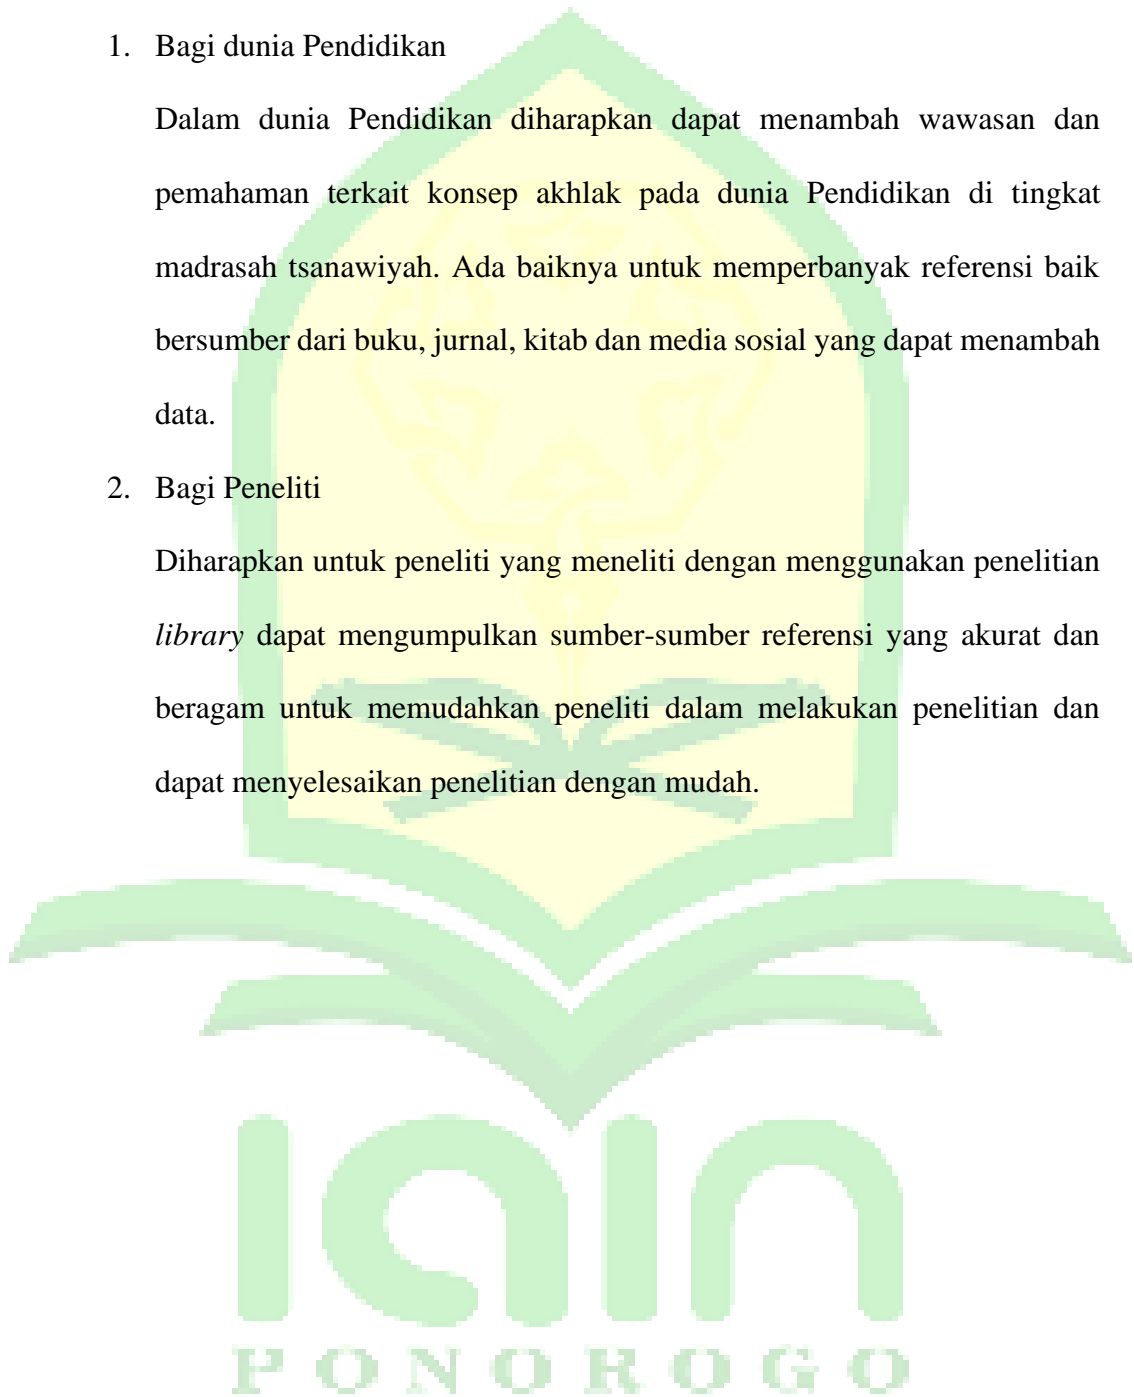 1. Bagi dunia Pendidikan
Dalam dunia Pendidikan diharapkan dapat menambah wawasan dan
pemahaman terkait konsep akhlak pada dunia Pendidikan di tingkat
madrasah tsanawiyah. Ada baiknya untuk memperbanyak referensi baik
bersumber dari buku, jurnal, kitab dan media sosial yang dapat menambah
data.
2. Bagi Peneliti
Diharapkan untuk peneliti yang meneliti dengan menggunakan penelitian
library dapat mengumpulkan sumber-sumber referensi yang akurat dan
beragam untuk memudahkan peneliti dalam melakukan penelitian dan
dapat menyelesaikan penelitian dengan mudah.
iain
PONOROGO